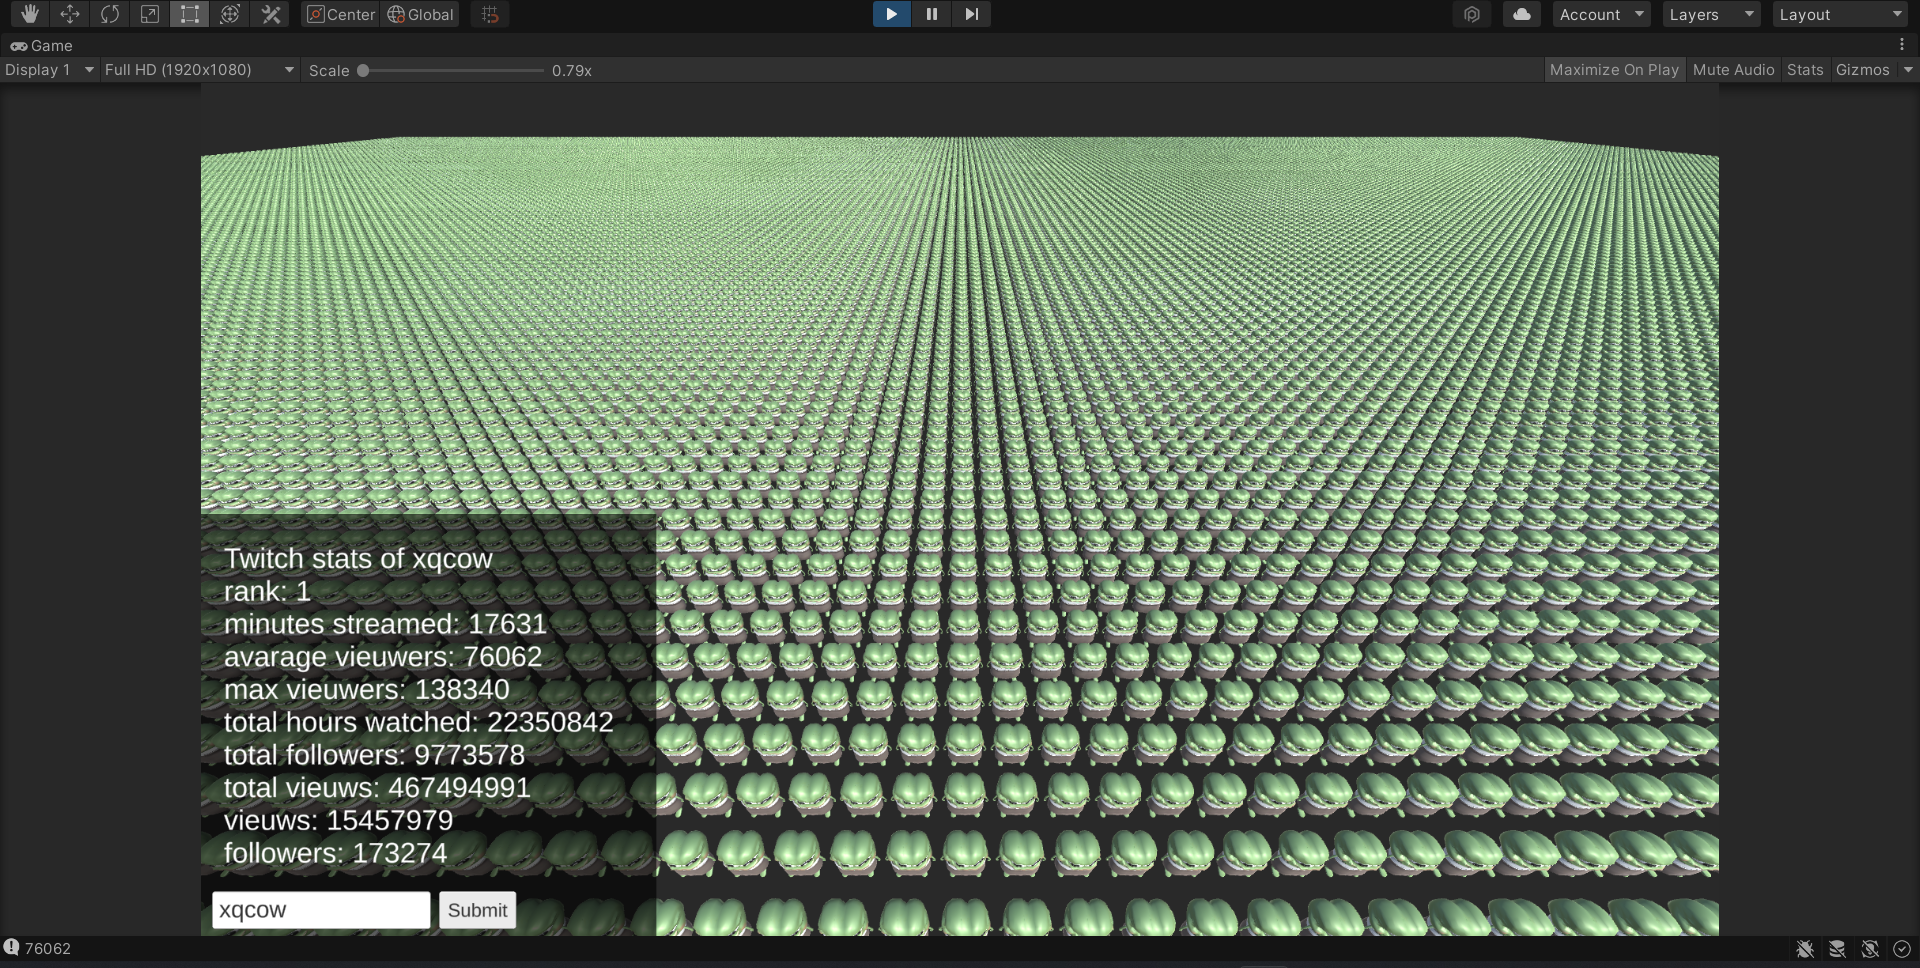 Center Global Account Layers Layout
Game
Display 1 Full HD (1920x1080) Scale 0.79x Maximize On Play Mute Audio Stats Gizmos
Twitch stats of xqcow
rank: 1
minutes streamed: 17631
avarage vieuwers: 76062
max vieuwers: 138340
total hours watched: 22350842
total followers: 9773578
total vieuws: 467494991
vieuws: 15457979
followers: 173274
xqcow Submit
76062